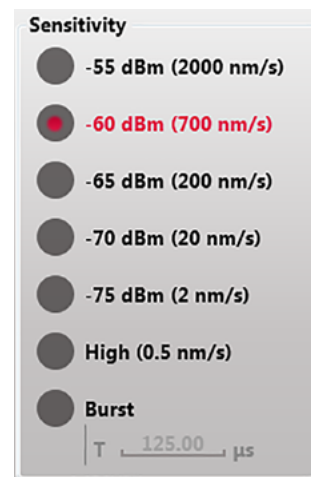 Sensitivity
-55 dBm (2000 nm/s)
-60 dBm (700 nm/s)
-65 dBm (200 nm/s)
-70 dBm (20 nm/s)
-75 dBm (2 nm/s)
High (0.5 nm/s)
Burst
T 125.00 µs